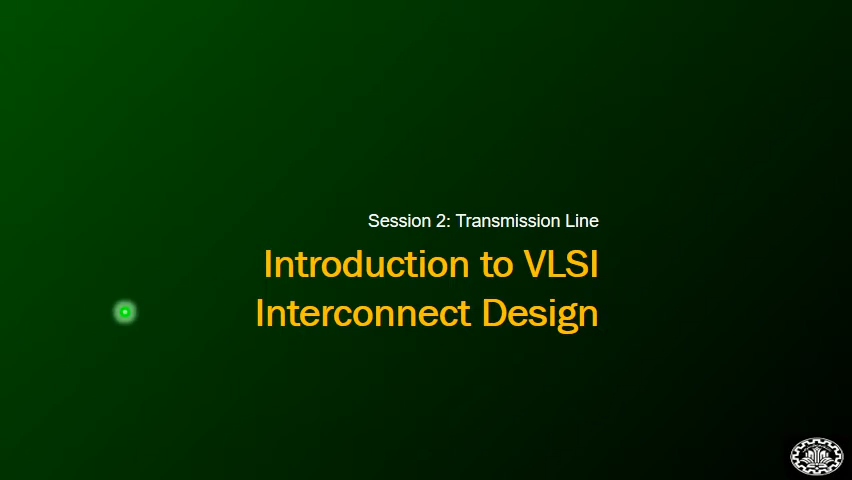 Session 2: Transmission Line
Introduction to VLSI
Interconnect Design